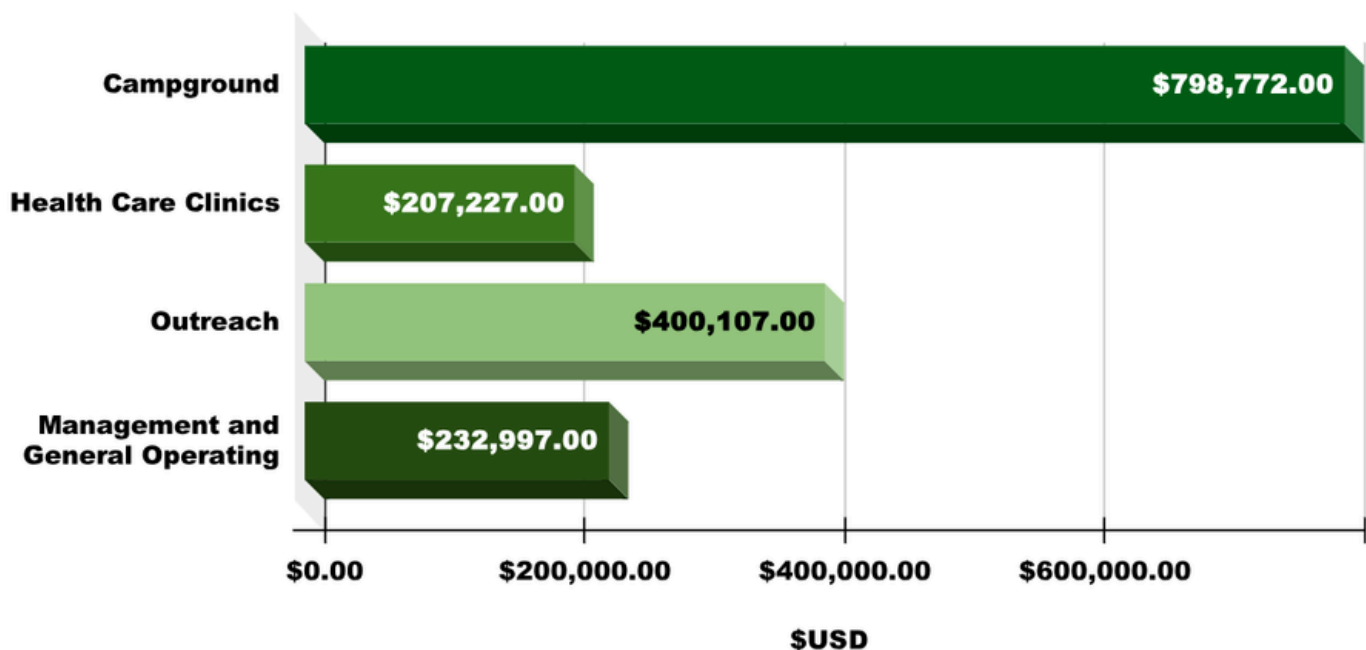 Campground
$798,772.00
Health Care Clinics
$207,227.00
Outreach
$400,107.00
Management and
General Operating
$232,997.00
$0.00
$200,000.00
$400,000.00
$600,000.00
$USD